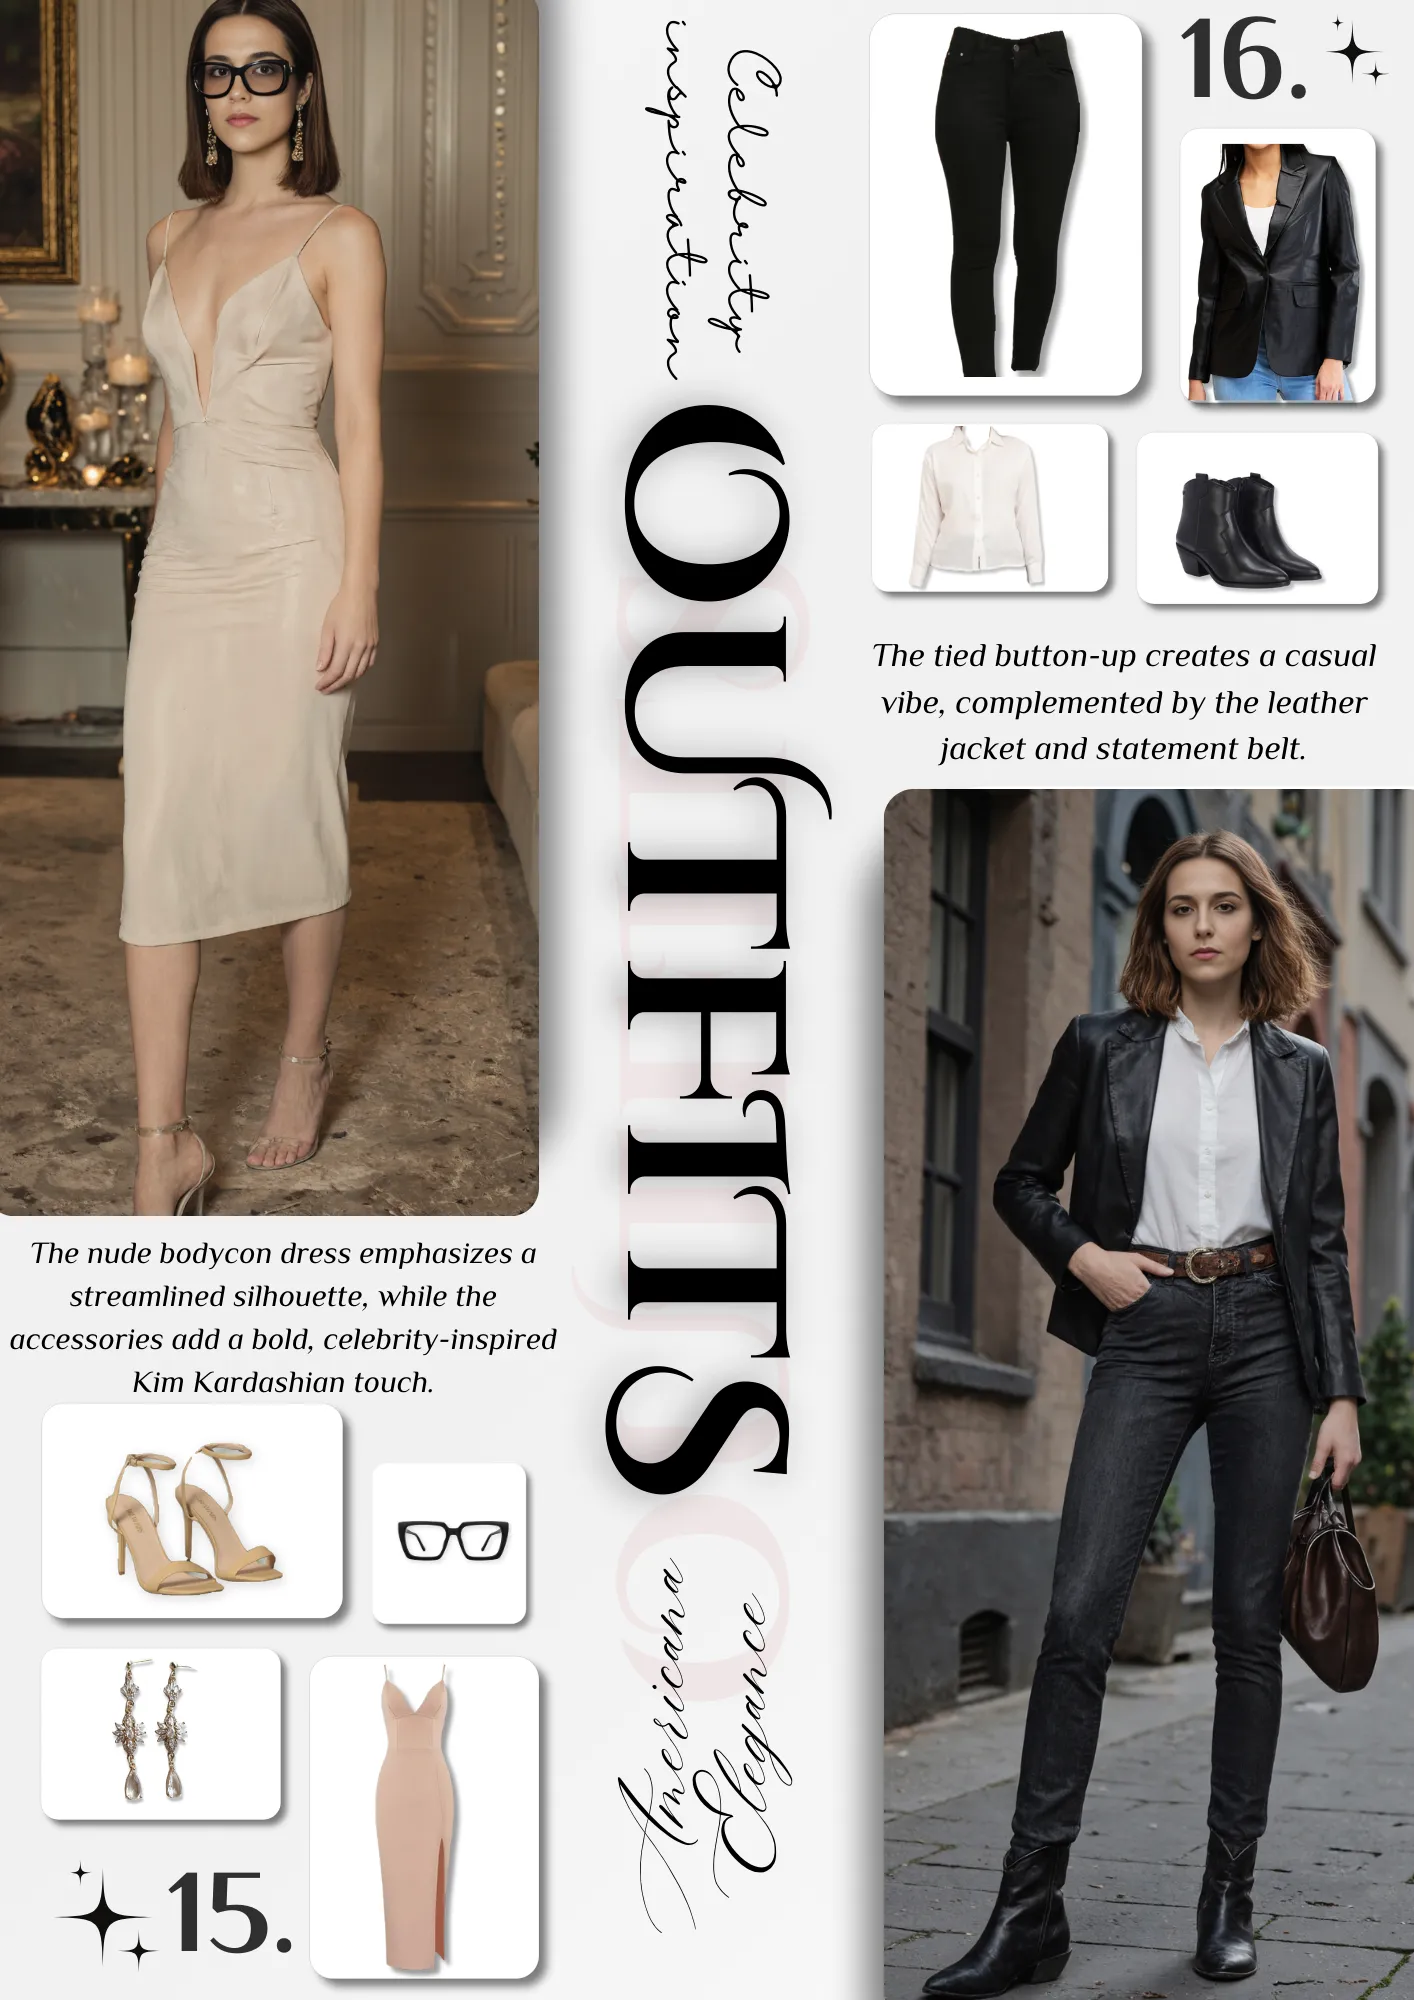 Celebrity
inspiration
OUTFITS
Americana
Elegance
The nude bodycon dress emphasizes a
streamlined silhouette, while the
accessories add a bold, celebrity-inspired
Kim Kardashian touch.
15.
16.
The tied button-up creates a casual
vibe, complemented by the leather
jacket and statement belt.